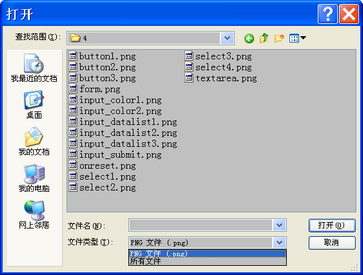 打开
查找范围(I):
4
button1.png
button2.png
button3.png
form.png
input_color1.png
input_color2.png
input_datalist1.png
input_datalist2.png
input_datalist3.png
input_submit.png
onreset.png
select1.png
select2.png
select3.png
select4.png
textarea.png
我最近的文档
桌面
我的文档
我的电脑
网上邻居
文件名(N):
打开(O)
文件类型(T):
PNG 文件 (.png)
取消
PNG 文件 (.png)
所有文件